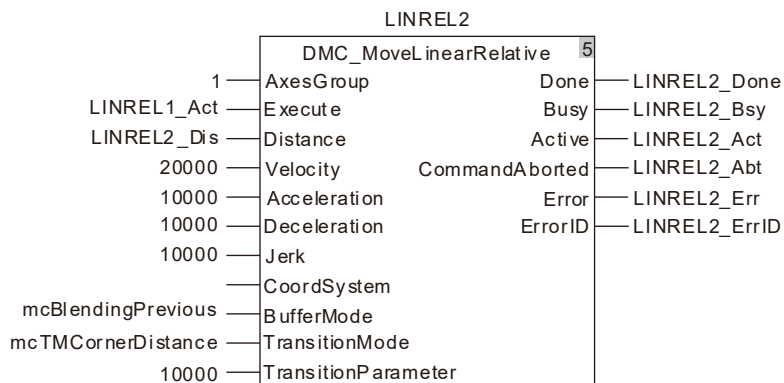 LINREL2
DMC_MoveLinearRelative 5
1 AxesGroup Done LINREL2_Done
LINREL1_Act Execute Busy LINREL2_Bsy
LINREL2_Dis Distance Active LINREL2_Act
20000 Velocity CommandAborted LINREL2_Abt
10000 Acceleration Error LINREL2_Err
10000 Deceleration ErrorID LINREL2_ErrID
10000 Jerk
CoordSystem
mcBlendingPrevious BufferMode
mcTMCornerDistance TransitionMode
10000 TransitionParameter